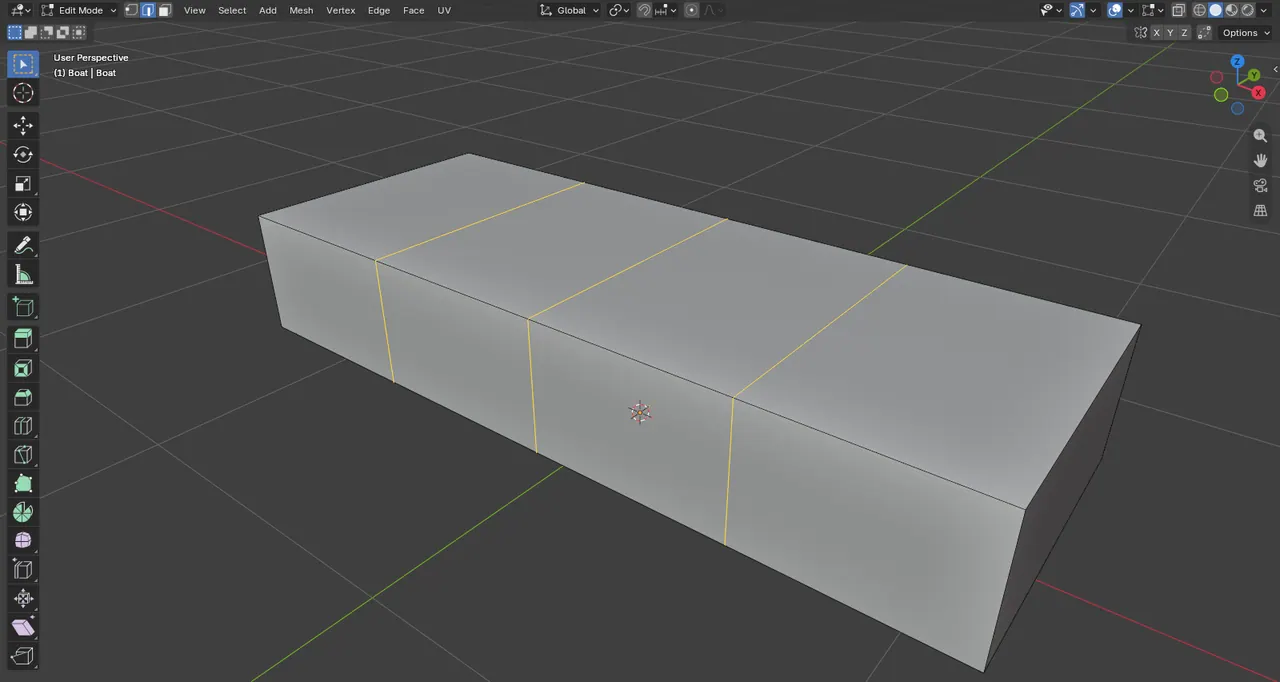 Edit Mode View Select Add Mesh Vertex Edge Face UV Global
X Y Z Options
User Perspective
(1) Boat | Boat
Z
Y
X